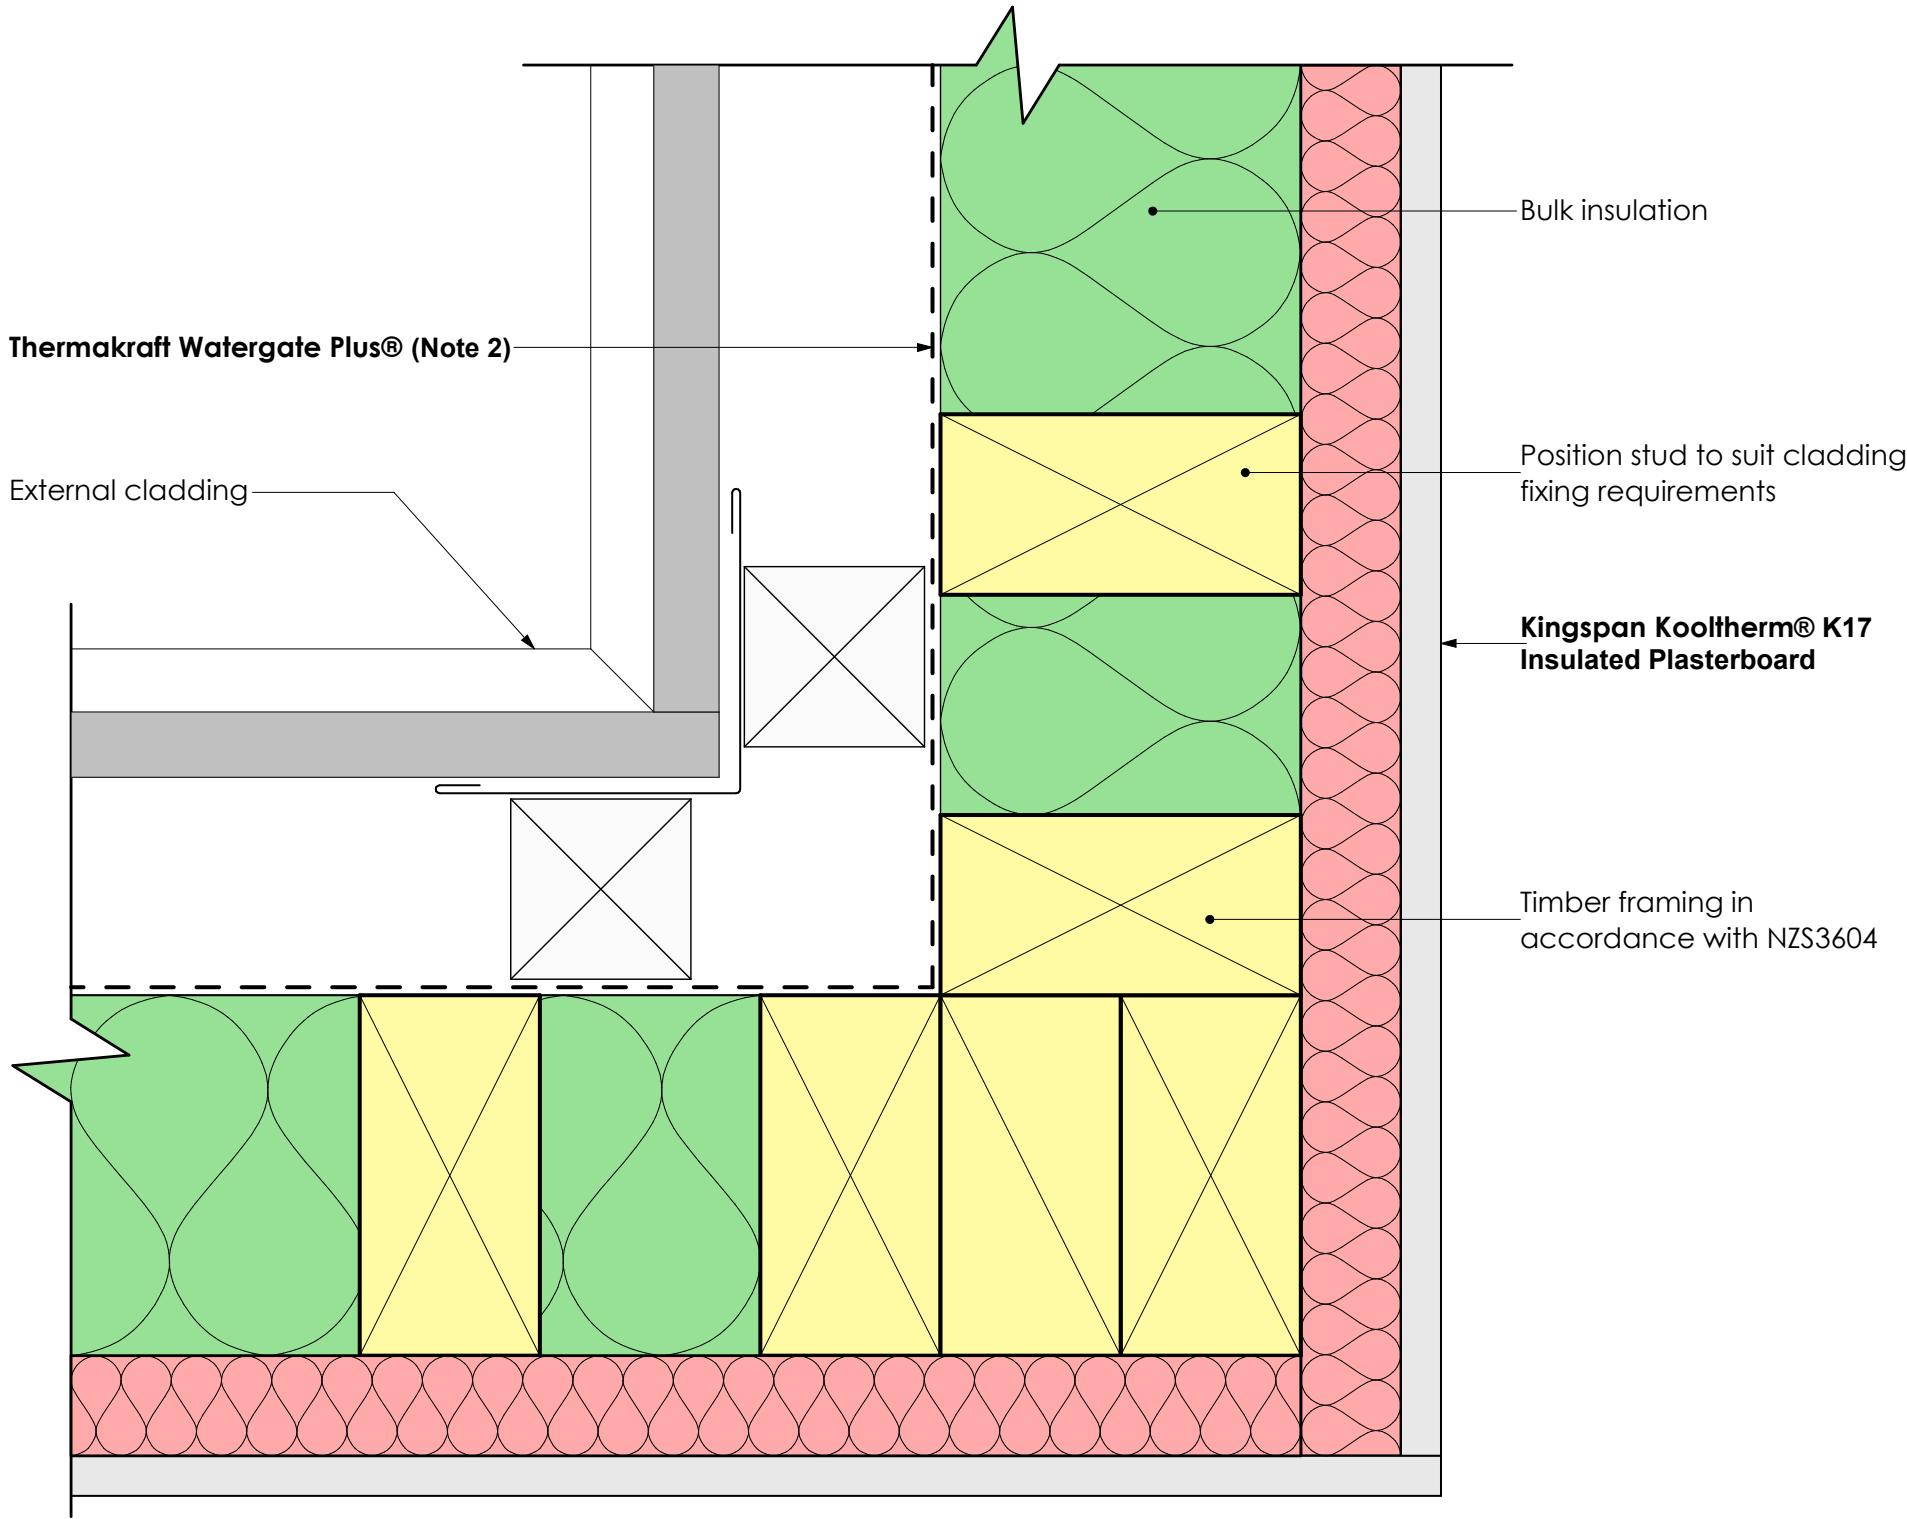 Bulk insulation
Thermakraft Watergate Plus® (Note 2)
Position stud to suit cladding
fixing requirements
External cladding
Kingspan Kooltherm® K17
Insulated Plasterboard
Timber framing in
accordance with NZS3604